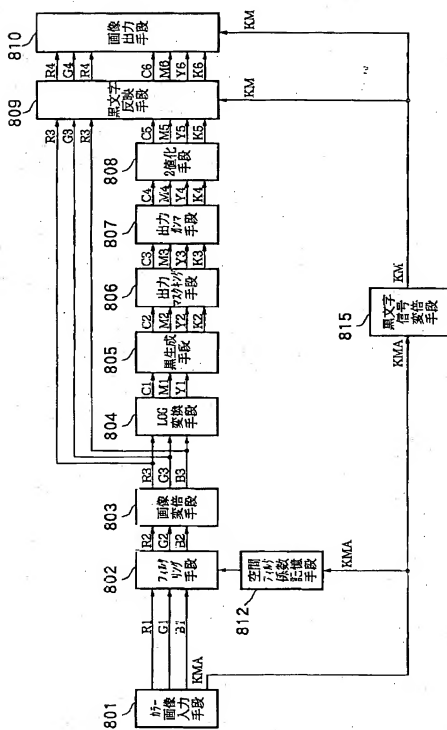 801
カラー
画像
入力
手段
R1
G1
B1
KMA
802
フィルタ
リング
手段
812
空間
フィルタ
係数
記憶
手段
KMA
R2
G2
B2
803
画像
変倍
手段
R3
G3
B3
804
LOG
変換
手段
C1
M1
Y1
805
黒生成
手段
C2
M2
Y2
K2
806
出力
マスクキング
手段
C3
M3
Y3
K3
807
出力
ガンマ
手段
C4
M4
Y4
K4
808
2値化
手段
C5
M5
Y5
K5
R3
G3
R3
809
黒文字
反映
手段
KM
R4
G4
R4
C6
M6
Y6
K6
810
画像
出力
手段
KM
KMA
815
黒文字
信号
変倍
手段
KM